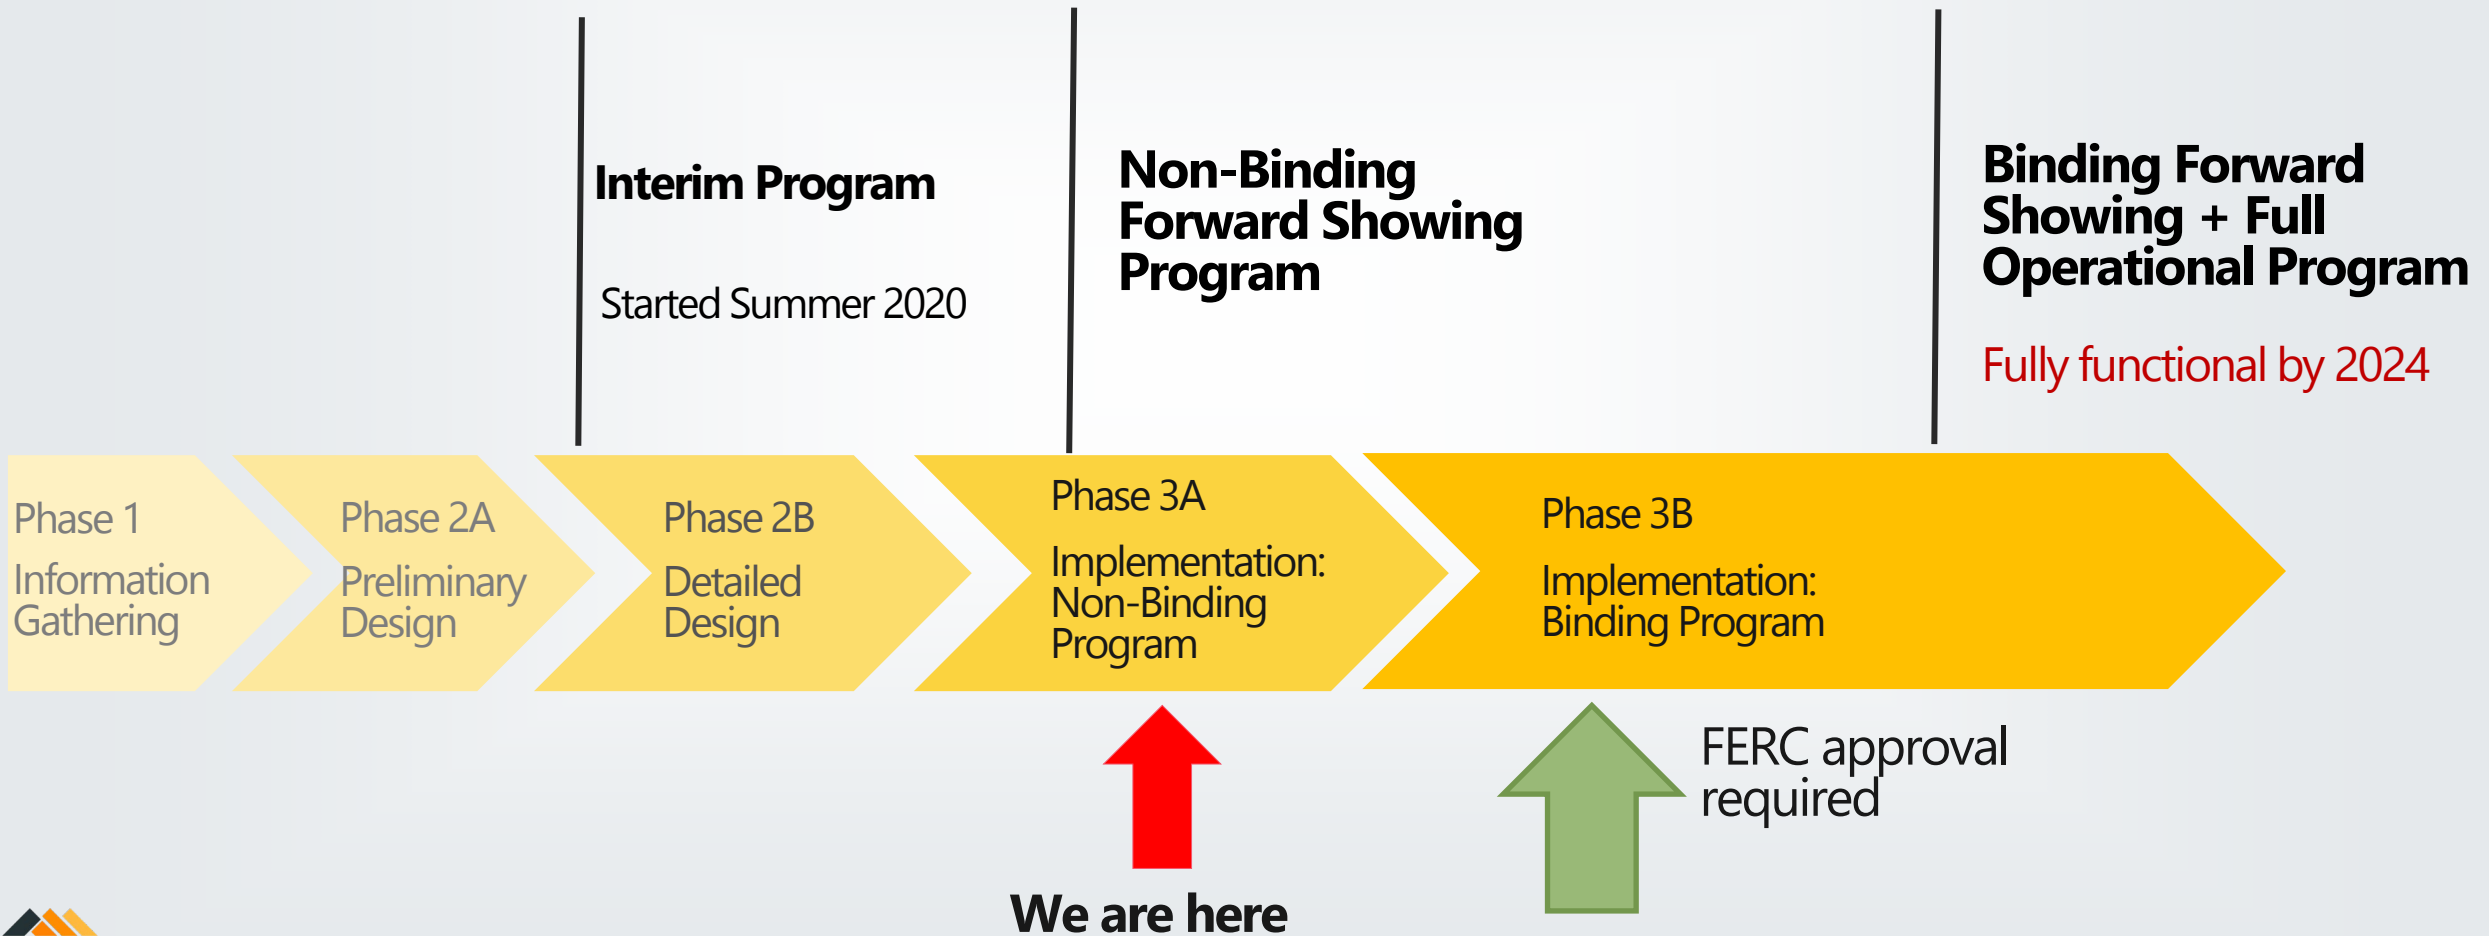 Interim Program
Started Summer 2020
Non-Binding
Forward Showing
Program
Binding Forward
Showing + Full
Operational Program
Fully functional by 2024
Phase 1
Information
Gathering
Phase 2A
Preliminary
Design
Phase 2B
Detailed
Design
Phase 3A
Implementation:
Non-Binding
Program
Phase 3B
Implementation:
Binding Program
We are here
FERC approval
required